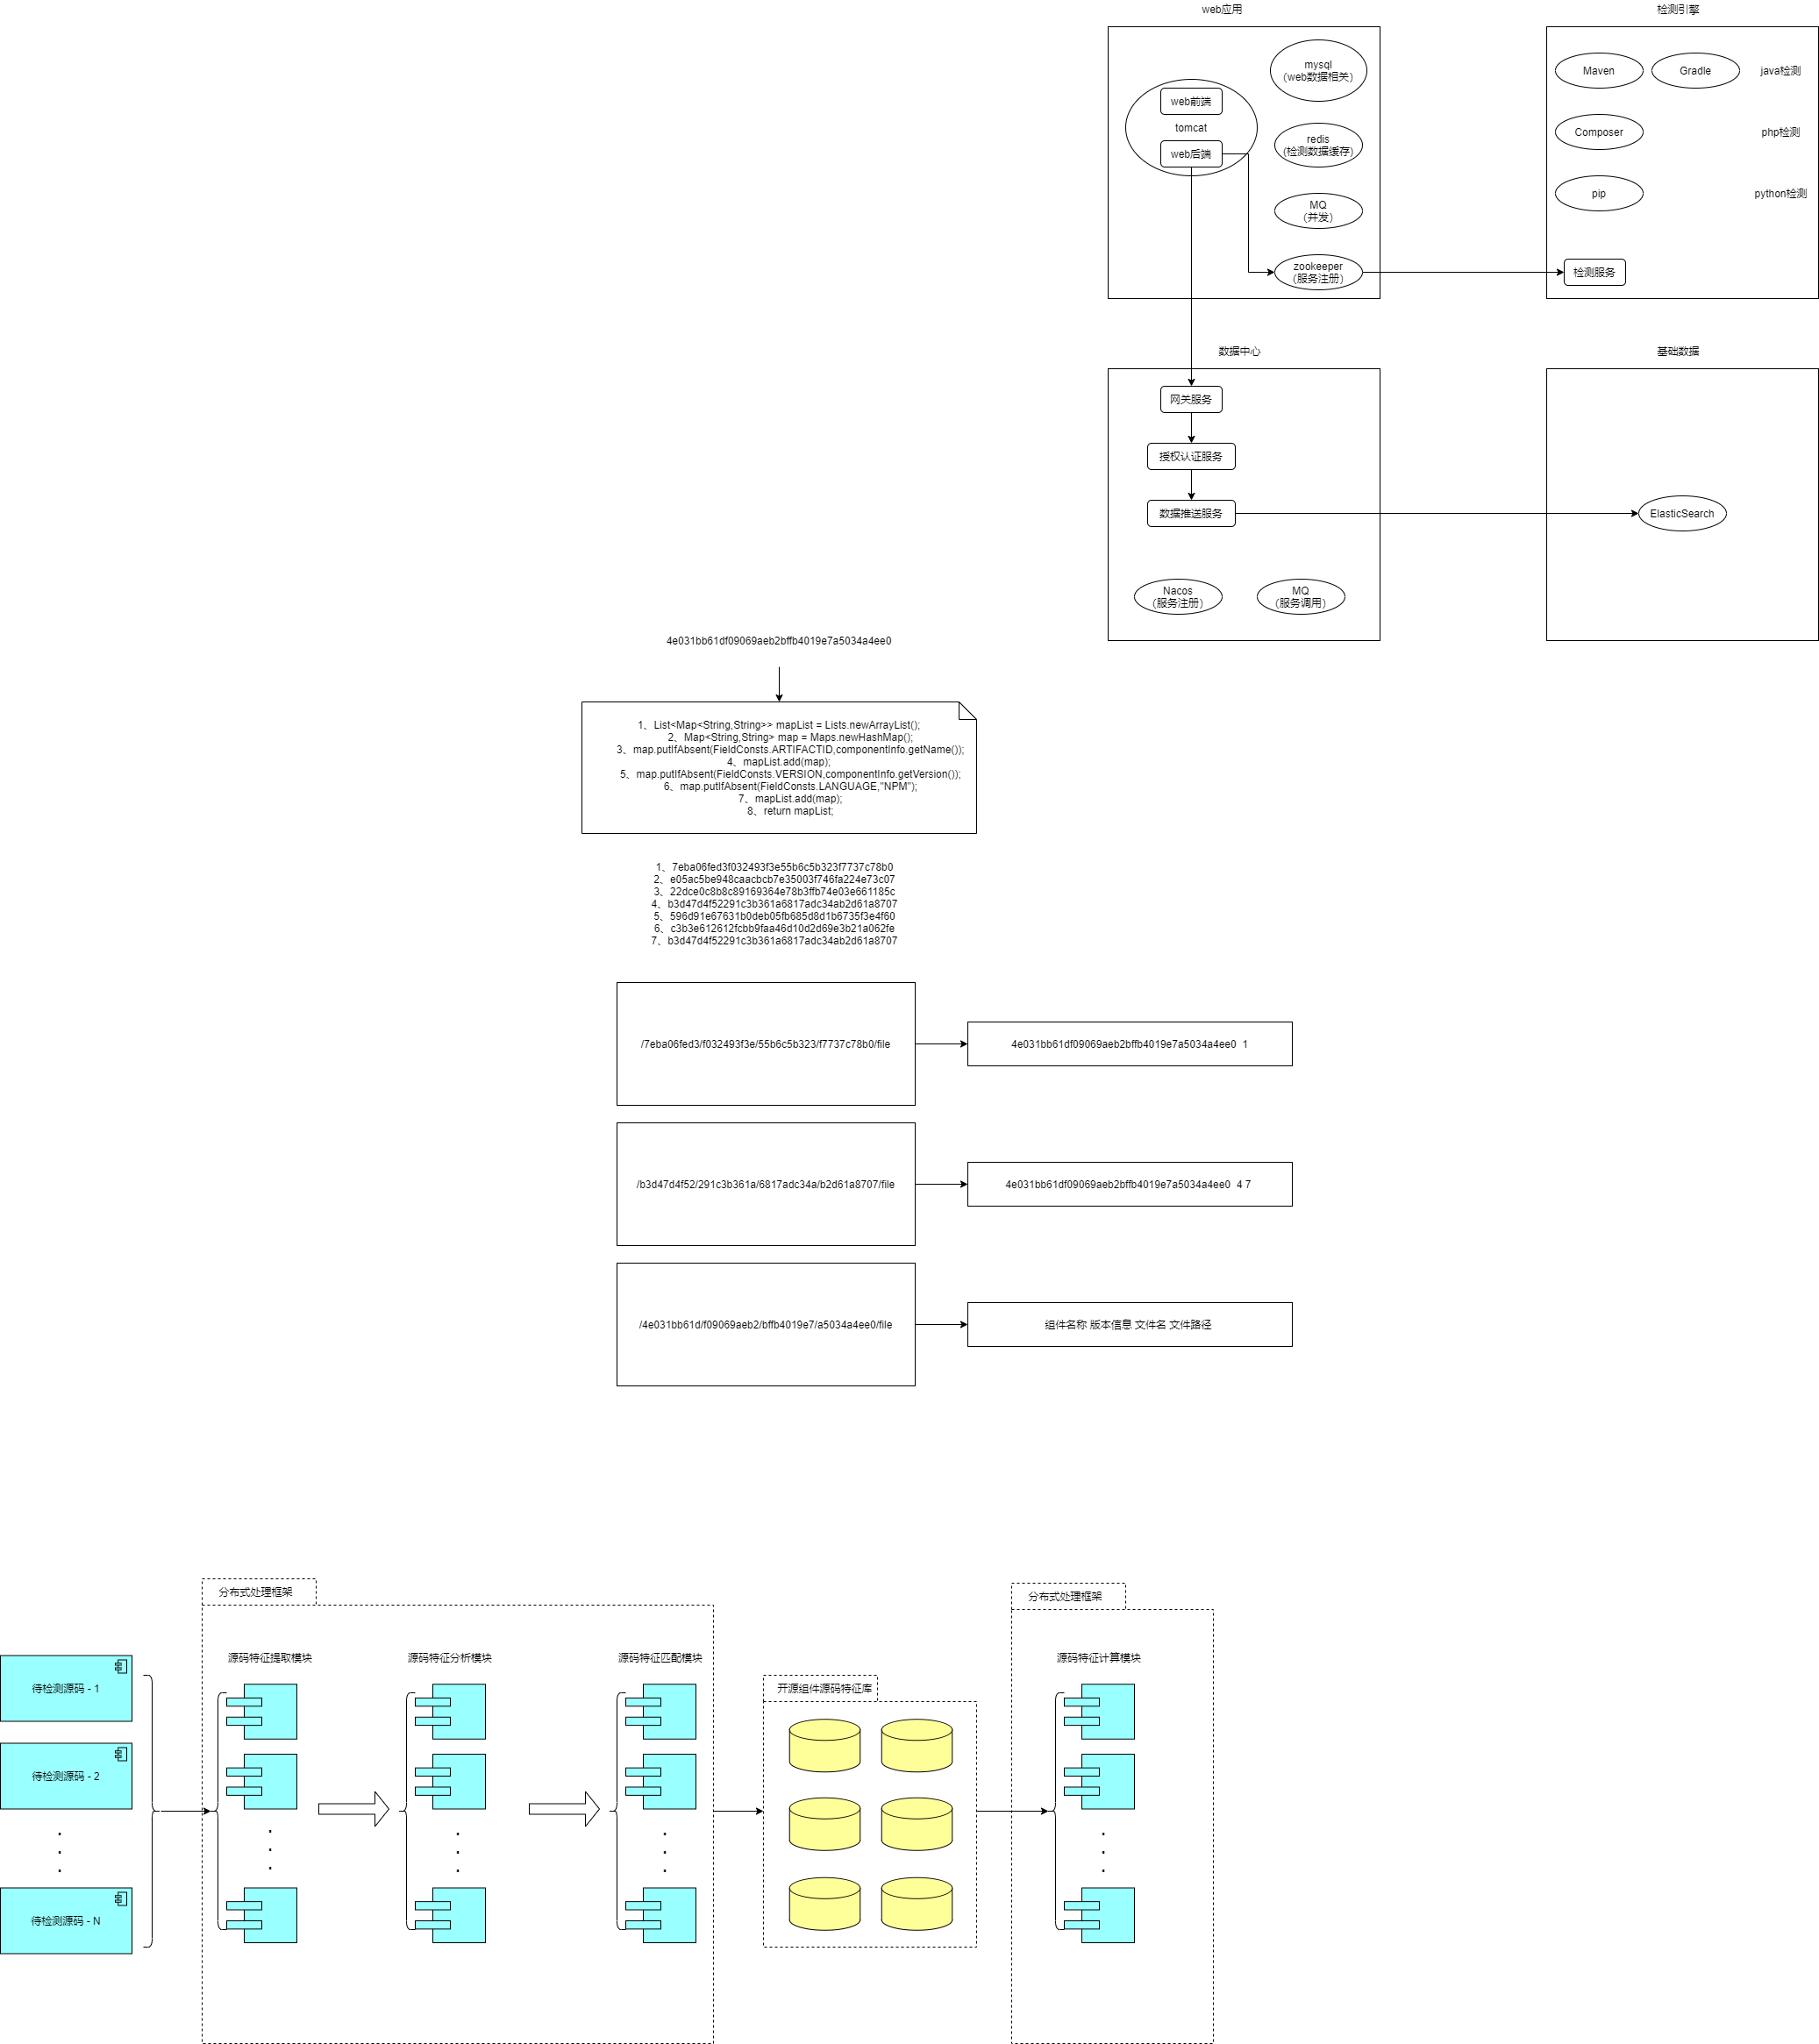 web应用
mysql
（web数据相关）
web前端
tomcat
web后端
redis
(检测数据缓存)
MQ
（并发）
zookeeper
（服务注册）
检测引擎
Maven
Gradle
java检测
Composer
php检测
pip
python检测
检测服务
数据中心
网关服务
授权认证服务
数据推送服务
Nacos
（服务注册）
MQ
（服务调用）
基础数据
ElasticSearch
4e031bb61df09069aeb2bffb4019e7a5034a4ee0
1、List<Map<String,String>> mapList = Lists.newArrayList();
2、Map<String,String> map = Maps.newHashMap();
3、map.putIfAbsent(FieldConsts.ARTIFACTID,componentInfo.getName());
4、mapList.add(map);
5、map.putIfAbsent(FieldConsts.VERSION,componentInfo.getVersion());
6、map.putIfAbsent(FieldConsts.LANGUAGE,"NPM");
7、mapList.add(map);
8、return mapList;
1、7eba06fed3f032493f3e55b6c5b323f7737c78b0
2、e05ac5be948caacbcb7e35003f746fa224e73c07
3、22dce0c8b8c89169364e78b3ffb74e03e661185c
4、b3d47d4f52291c3b361a6817adc34ab2d61a8707
5、596d91e67631b0deb05fb685d8d1b6735f3e4f60
6、c3b3e612612fcbb9faa46d10d2d69e3b21a062fe
7、b3d47d4f52291c3b361a6817adc34ab2d61a8707
/7eba06fed3/f032493f3e/55b6c5b323/f7737c78b0/file
4e031bb61df09069aeb2bffb4019e7a5034a4ee0 1
/b3d47d4f52/291c3b361a/6817adc34a/b2d61a8707/file
4e031bb61df09069aeb2bffb4019e7a5034a4ee0 4 7
/4e031bb61d/f09069aeb2/bffb4019e7/a5034a4ee0/file
组件名称 版本信息 文件名 文件路径
待检测源码 - 1
待检测源码 - 2
待检测源码 - N
分布式处理框架
源码特征提取模块
源码特征分析模块
源码特征匹配模块
开源组件源码特征库
分布式处理框架
源码特征计算模块